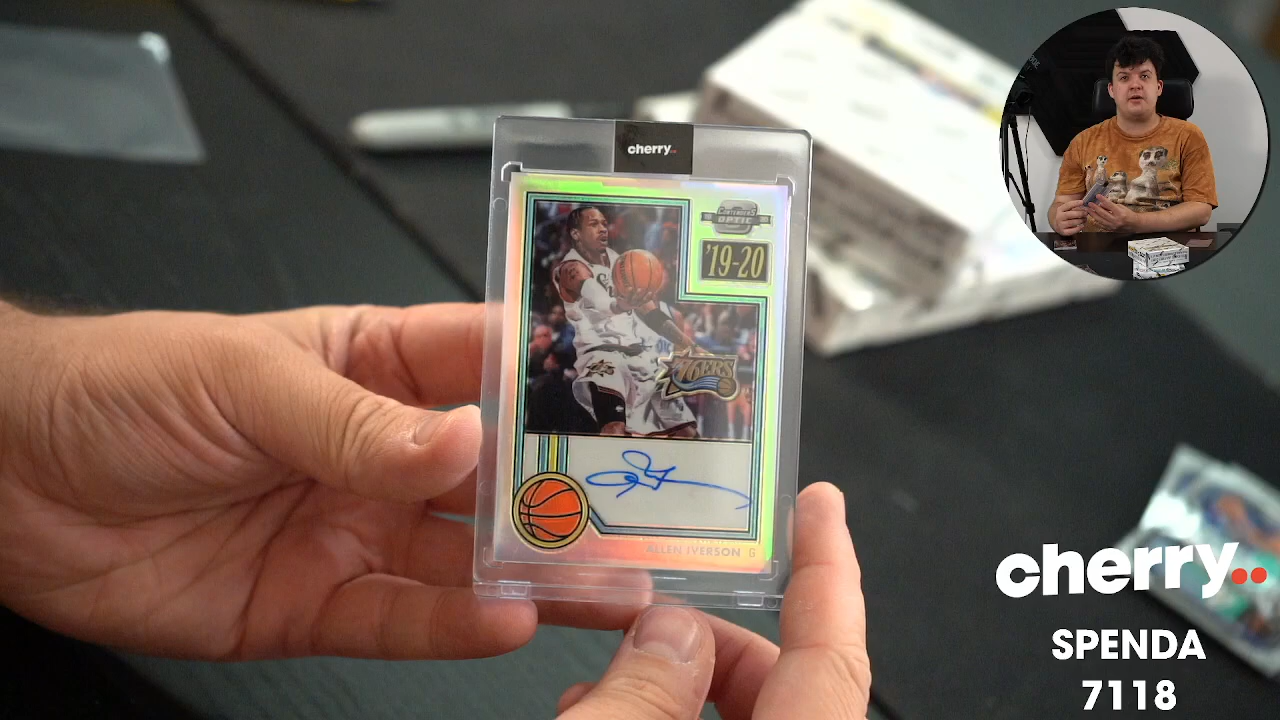 cherry..
CONTENDERS
OPTIC
'19-20
76ERS
ALLEN IVERSON G
cherry..
SPENDA
7118